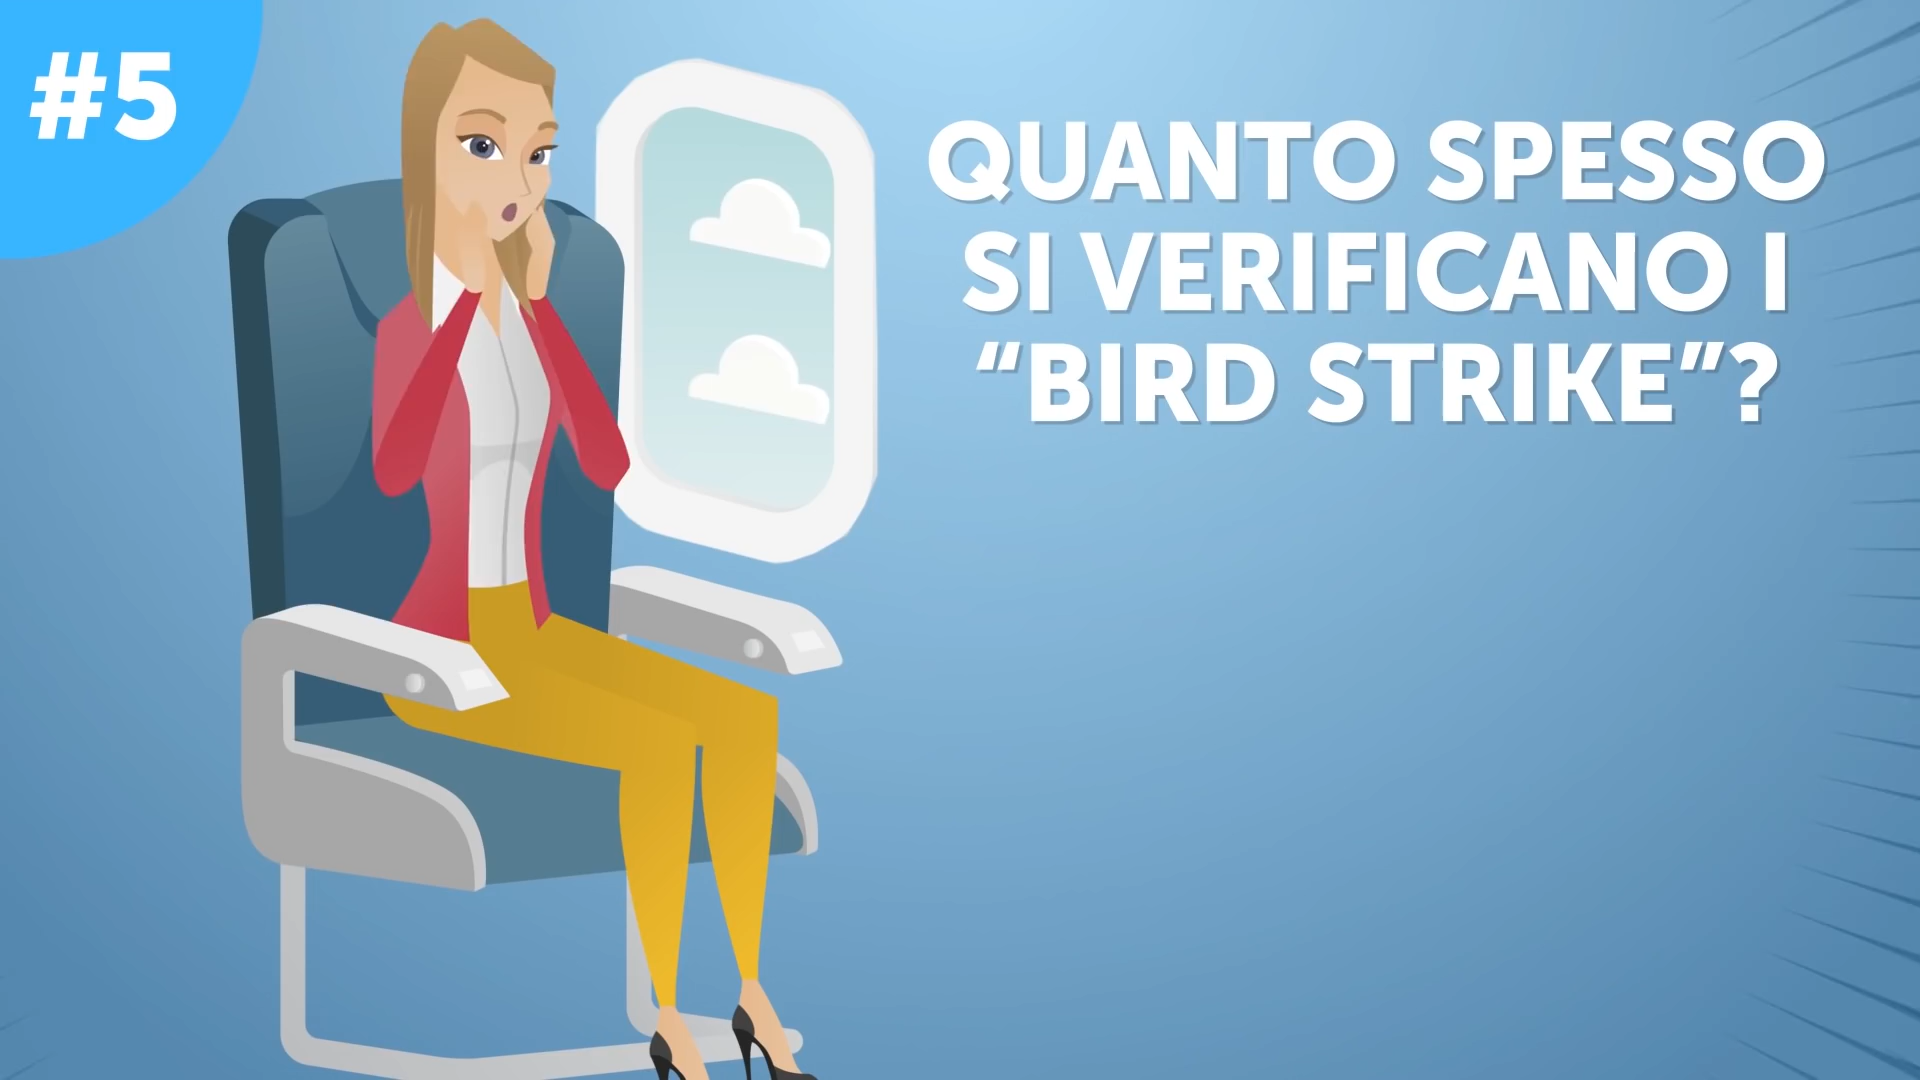 #5
QUANTO SPESSO
SI VERIFICANO I
“BIRD STRIKE”?